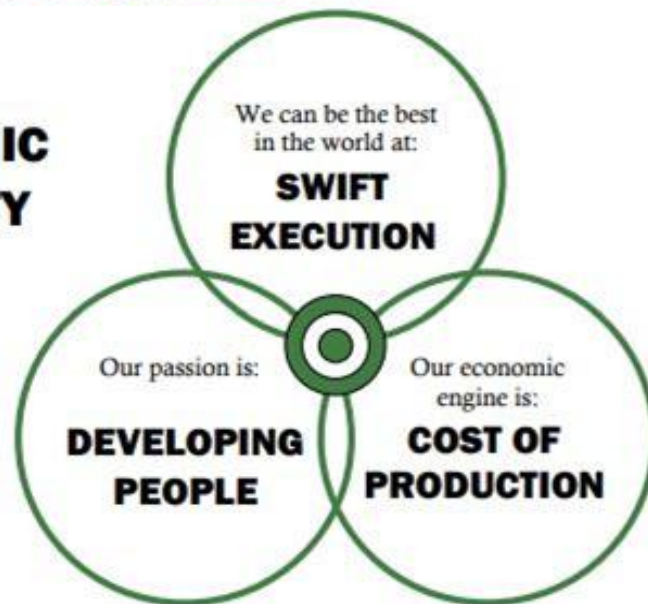 IC
Y
We can be the best
in the world at:
SWIFT
EXECUTION
Our passion is:
DEVELOPING
PEOPLE
Our economic
engine is:
COST OF
PRODUCTION